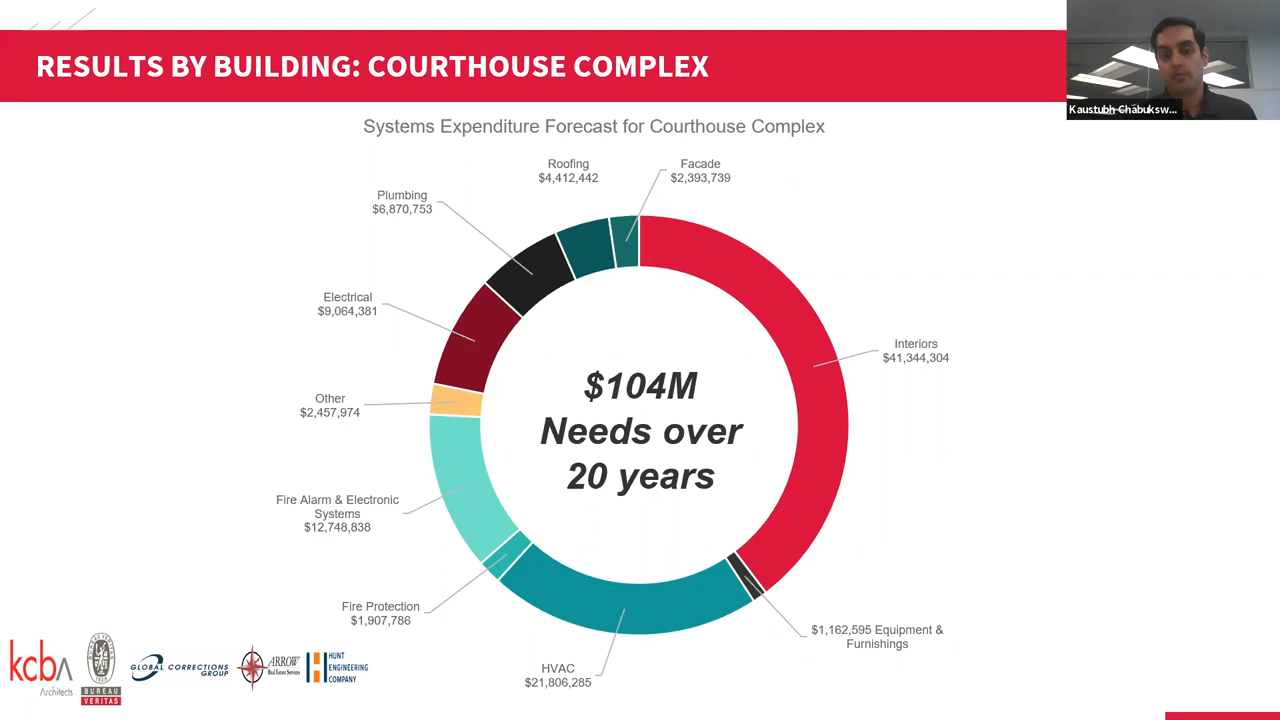 RESULTS BY BUILDING: COURTHOUSE COMPLEX
Kaustubh Chabuksw...
Systems Expenditure Forecast for Courthouse Complex
Roofing
$4,412,442
Facade
$2,393,739
Plumbing
$6,870,753
Electrical
$9,064,381
Interiors
$41,344,304
Other
$2,457,974
$104M
Needs over
20 years
Fire Alarm & Electronic
Systems
$12,748,838
Fire Protection
$1,907,786
$1,162,595 Equipment &
Furnishings
HVAC
$21,806,285
kcba
Architects
BUREAU
VERITAS
GLOBAL CORRECTIONS
GROUP
ARROW
Real Estate Services
HUNT
ENGINEERING
COMPANY